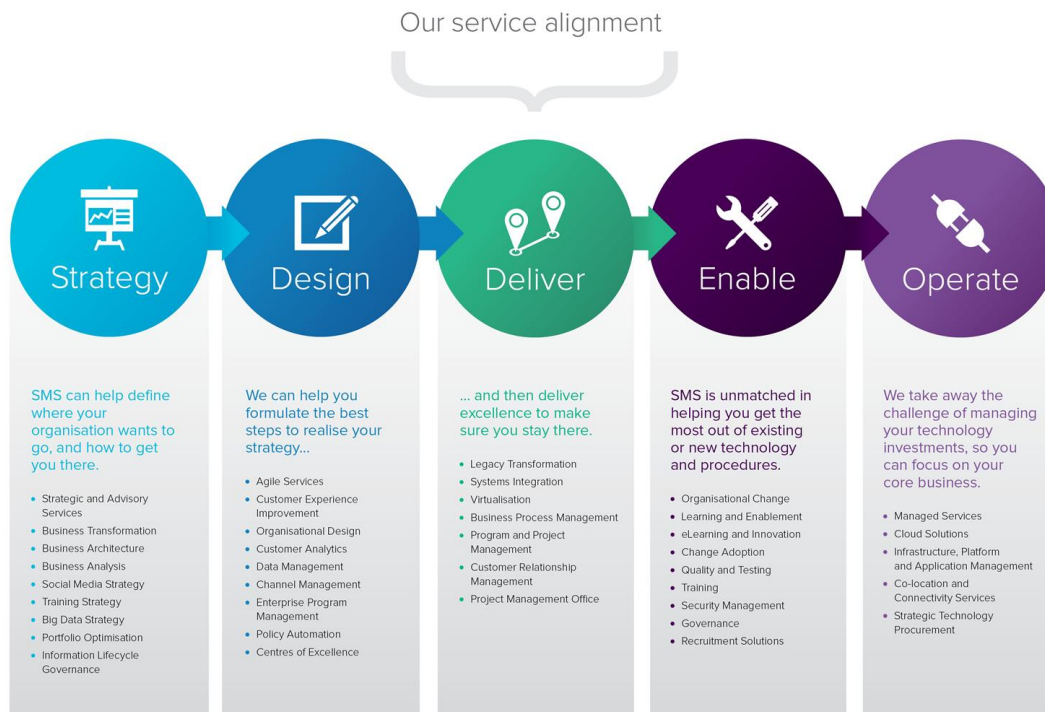 Our service alignment
Strategy
SMS can help define
where your
organisation wants to
go, and how to get
you there.
Strategic and Advisory
Services
Business Transformation
Business Architecture
Business Analysis
Social Media Strategy
Training Strategy
Big Data Strategy
Portfolio Optimisation
Information Lifecycle
Governance
Design
We can help you
formulate the best
steps to realise your
strategy...
Agile Services
Customer Experience
Improvement
Organisational Design
Customer Analytics
Data Management
Channel Management
Enterprise Program
Management
Policy Automation
Centres of Excellence
Deliver
... and then deliver
excellence to make
sure you stay there.
Legacy Transformation
Systems Integration
Virtualisation
Business Process Management
Program and Project
Management
Customer Relationship
Management
Project Management Office
Enable
SMS is unmatched in
helping you get the
most out of existing
or new technology
and procedures.
Organisational Change
Learning and Enablement
eLearning and Innovation
Change Adoption
Quality and Testing
Training
Security Management
Governance
Recruitment Solutions
Operate
We take away the
challenge of managing
your technology
investments, so you
can focus on your
core business.
Managed Services
Cloud Solutions
Infrastructure, Platform
and Application Management
Co-location and
Connectivity Services
Strategic Technology
Procurement